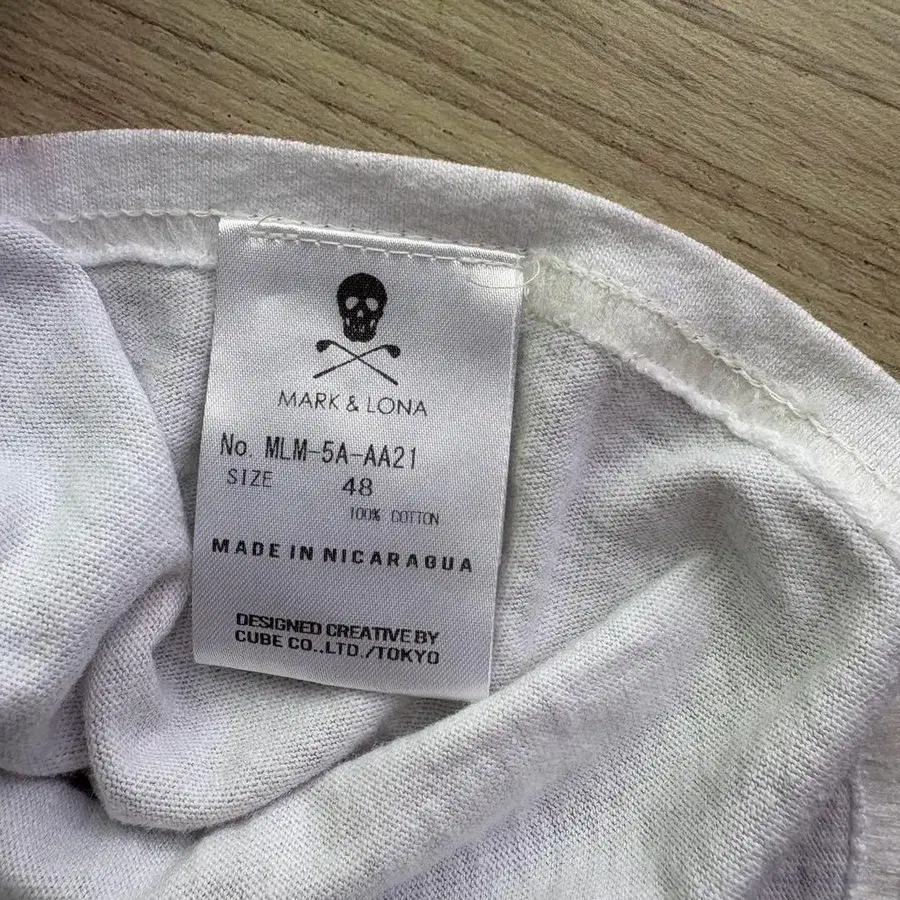 MARK & LONA
No. MLM-5A-AA21
SIZE 48
100% COTTON
MADE IN NICARAGUA
DESIGNED CREATIVE BY
CUBE CO.,LTD./TOKYO